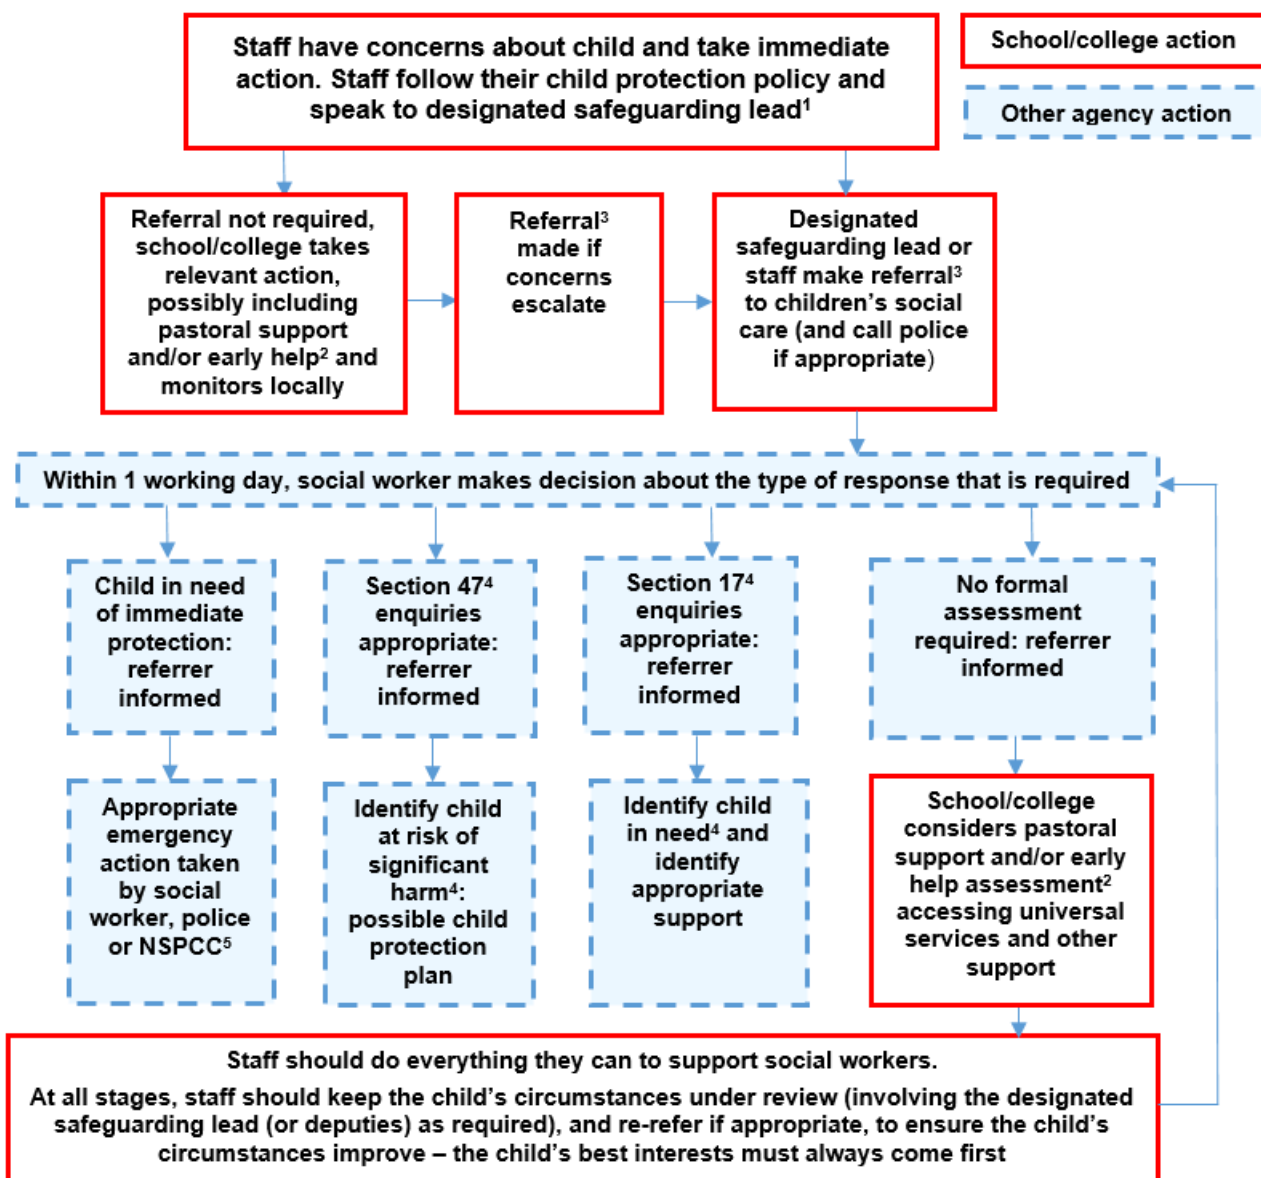 Staff have concerns about child and take immediate
action. Staff follow their child protection policy and
speak to designated safeguarding lead¹
School/college action
Other agency action
Referral not required,
school/college takes
relevant action,
possibly including
pastoral support
and/or early help² and
monitors locally
Referral³
made if
concerns
escalate
Designated
safeguarding lead or
staff make referral³
to children’s social
care (and call police
if appropriate)
Within 1 working day, social worker makes decision about the type of response that is required
Child in need
of immediate
protection:
referrer
informed
Section 47⁴
enquiries
appropriate:
referrer
informed
Section 17⁴
enquiries
appropriate:
referrer
informed
No formal
assessment
required: referrer
informed
Appropriate
emergency
action taken
by social
worker, police
or NSPCC⁵
Identify child
at risk of
significant
harm⁴:
possible child
protection
plan
Identify child
in need⁴ and
identify
appropriate
support
School/college
considers pastoral
support and/or early
help assessment²
accessing universal
services and other
support
Staff should do everything they can to support social workers.
At all stages, staff should keep the child’s circumstances under review (involving the designated
safeguarding lead (or deputies) as required), and re-refer if appropriate, to ensure the child’s
circumstances improve – the child’s best interests must always come first